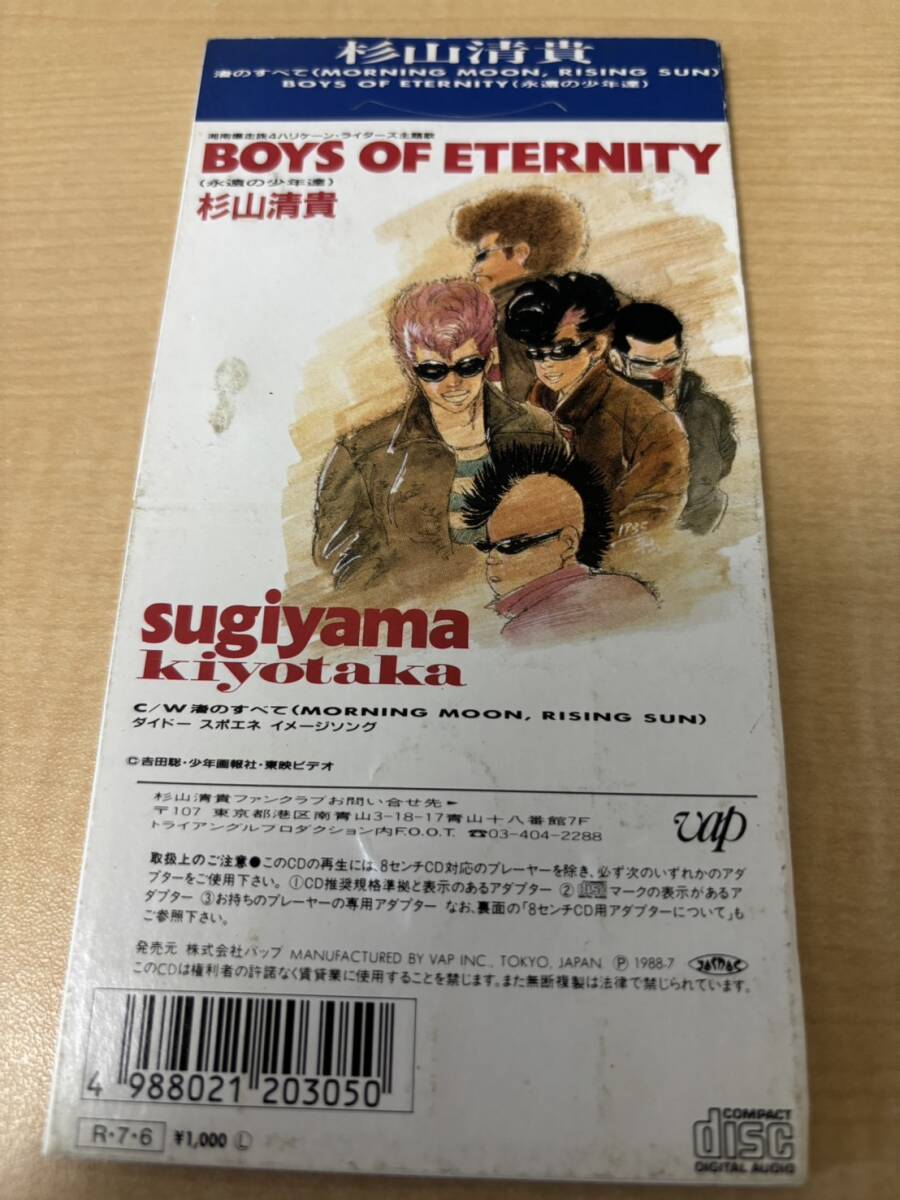 杉山清貴
渚のすべて(MORNING MOON, RISING SUN)
BOYS OF ETERNITY(永遠の少年達)
湘南爆走族4ハリケーン・ライダーズ主題歌
BOYS OF ETERNITY
(永遠の少年達)
杉山清貴
sugiyama
kiyotaka
C/W 渚のすべて(MORNING MOON, RISING SUN)
ダイドー スポエネ イメージソング
©吉田聡・少年画報社・東映ビデオ
杉山清貴ファンクラブお問い合せ先►
〒107 東京都港区南青山3-18-17青山十八番館7F
トライアングルプロダクション内F.O.O.T. ☎03-404-2288
vap
取扱上のご注意●このCDの再生には、8センチCD対応のプレーヤーを除き、必ず次のいずれかのアダ
プターをご使用下さい。①CD推奨規格準拠と表示のあるアダプター ②マークの表示があるア
ダプター ③お持ちのプレーヤーの専用アダプター なお、裏面の「8センチCD用アダプターについて」も
ご参照下さい。
発売元 株式会社バップ MANUFACTURED BY VAP INC., TOKYO, JAPAN Ⓟ 1988-7 JASRAC
このCDは権利者の許諾なく賃貸業に使用することを禁じます。また無断複製は法律で禁じられています。
4 988021 203050
R・7・6 ¥1,000 Ⓛ
COMPACT
disc
DIGITAL AUDIO